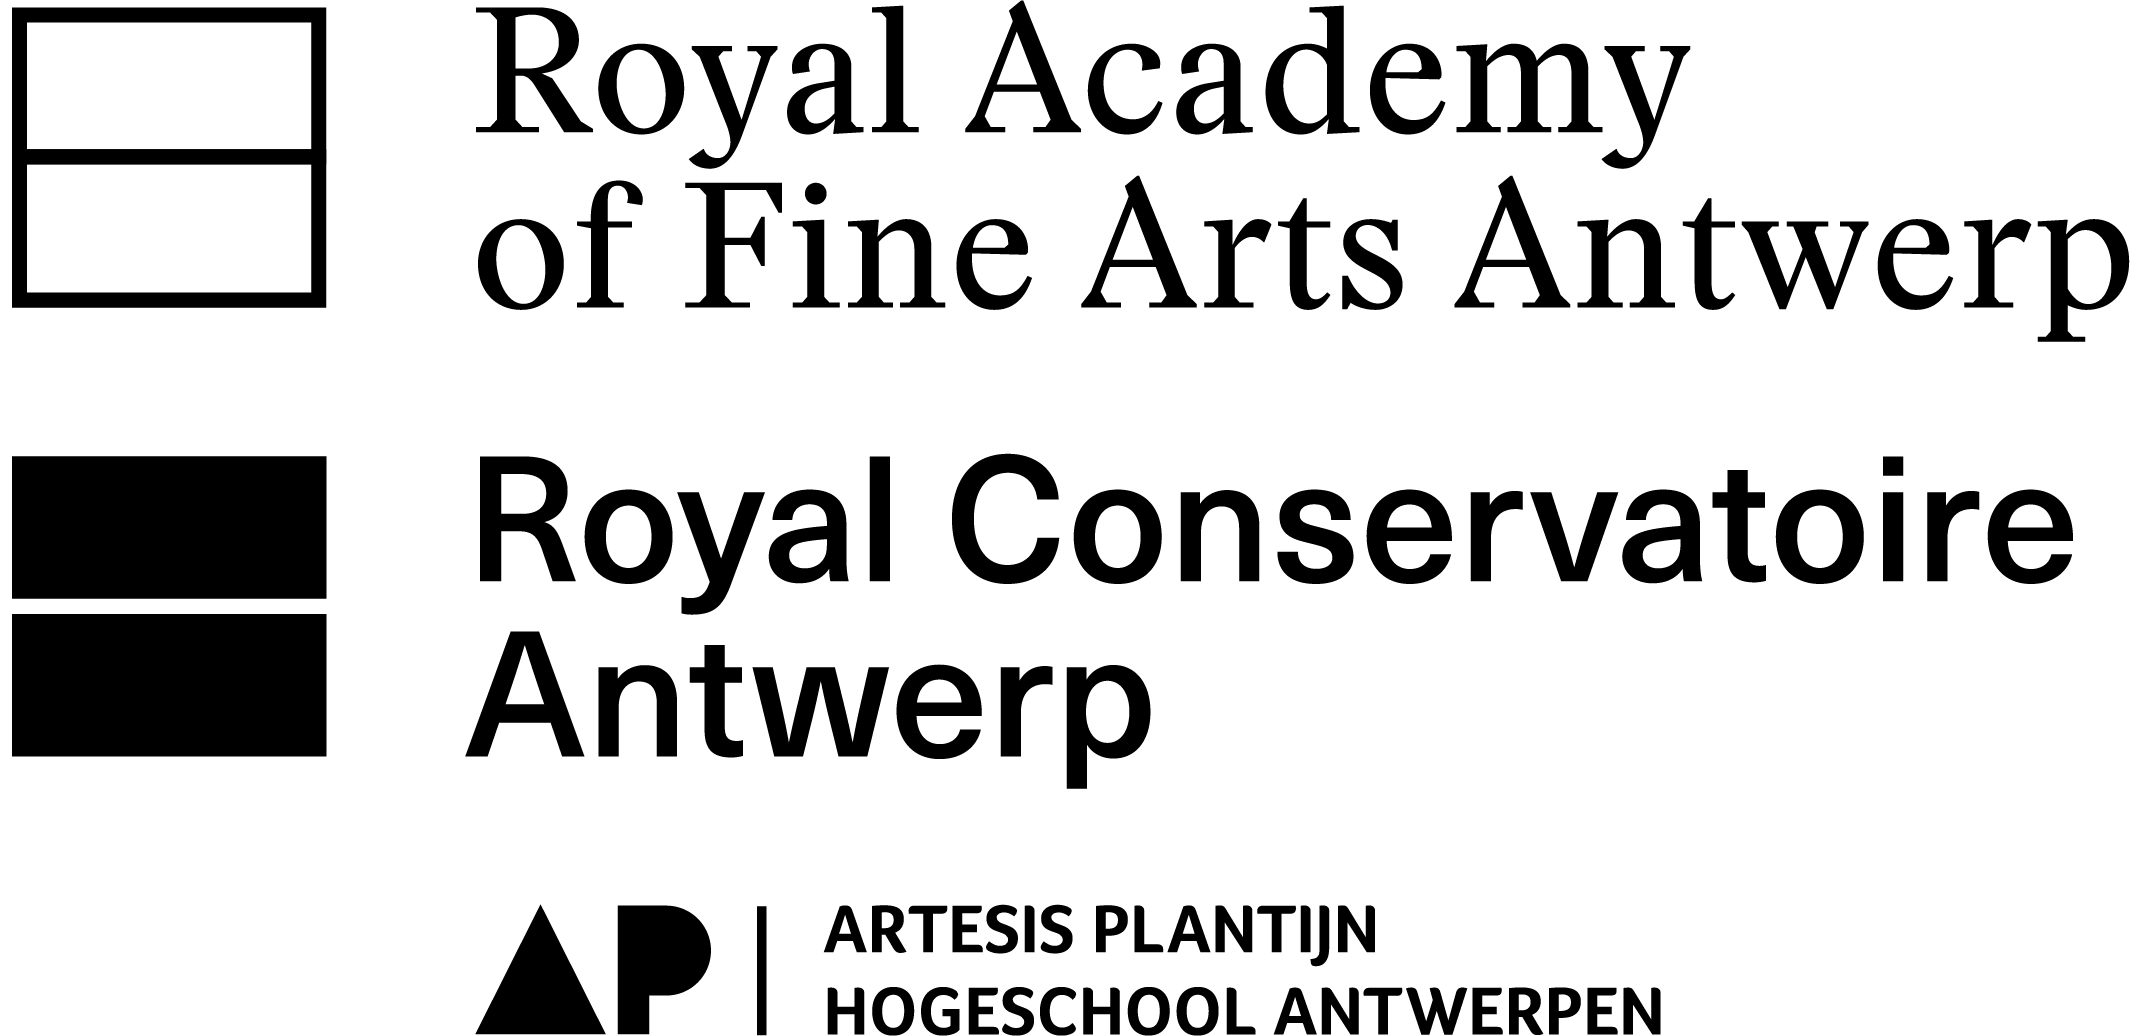 Royal Academy
of Fine Arts Antwerp
Royal Conservatoire
Antwerp
AP
ARTESIS PLANTIJN
HOGESCHOOL ANTWERPEN